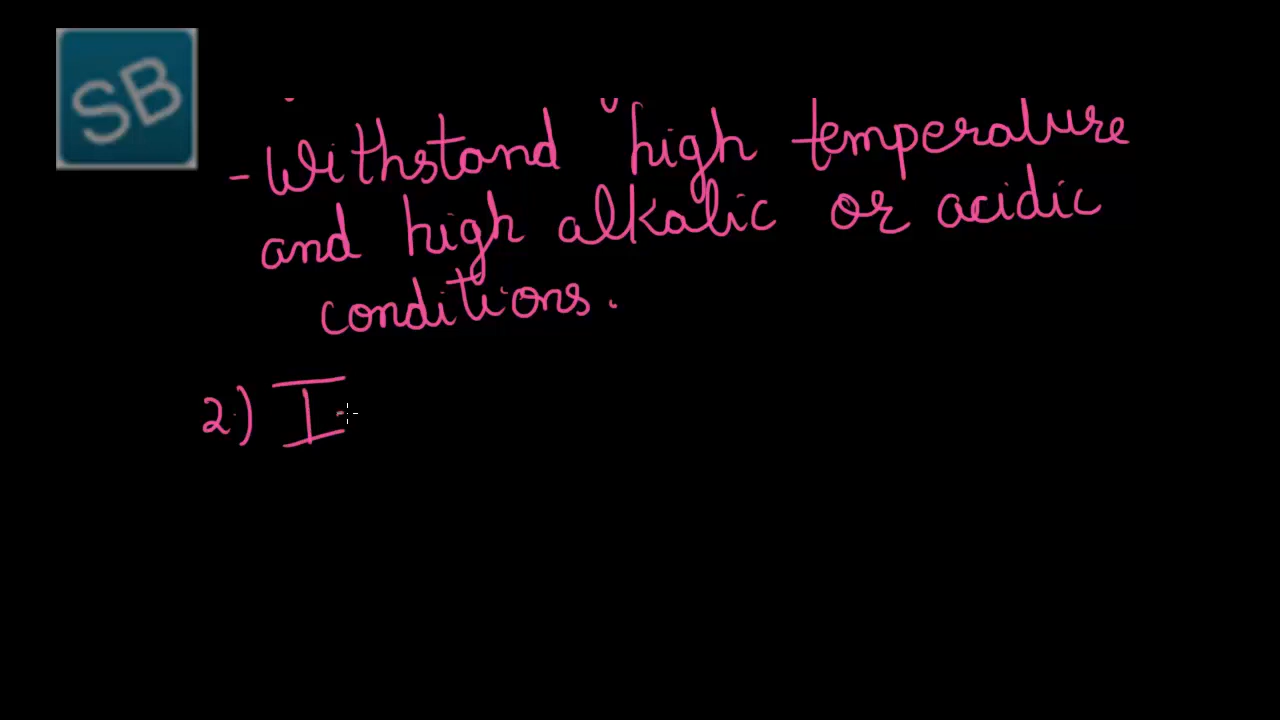 SB
- Withstand high temperature
and high alkalic or acidic
conditions.
2) I